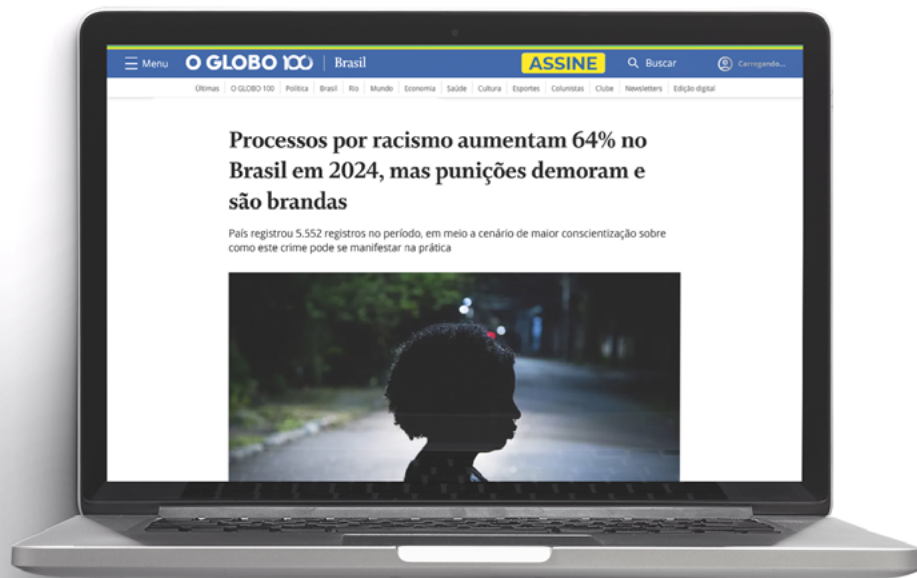 Menu O GLOBO 100 Brasil ASSINE Buscar Carregando...
Últimas O GLOBO 100 Política Brasil Rio Mundo Economia Saúde Cultura Esportes Colunistas Clube Newsletters Edição digital
Processos por racismo aumentam 64% no
Brasil em 2024, mas punições demoram e
são brandas
País registrou 5.552 registros no período, em meio a cenário de maior conscientização sobre
como este crime pode se manifestar na prática